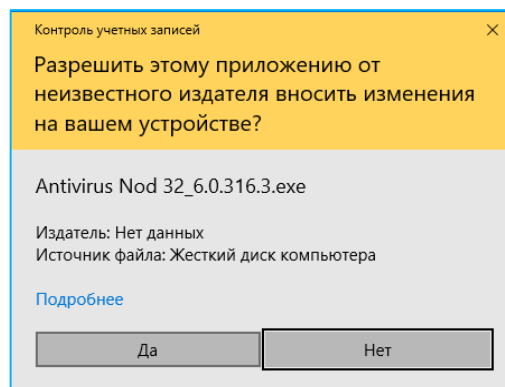 Контроль учетных записей
Разрешить этому приложению от
неизвестного издателя вносить изменения
на вашем устройстве?
Antivirus Nod 32_6.0.316.3.exe
Издатель: Нет данных
Источник файла: Жесткий диск компьютера
Подробнее
Да
Нет